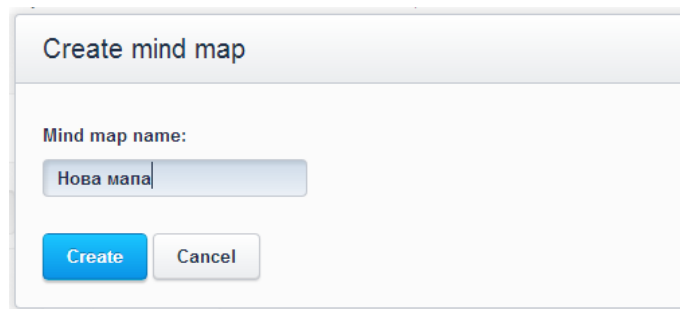 Create mind map
Mind map name:
Нова мапа
Create Cancel